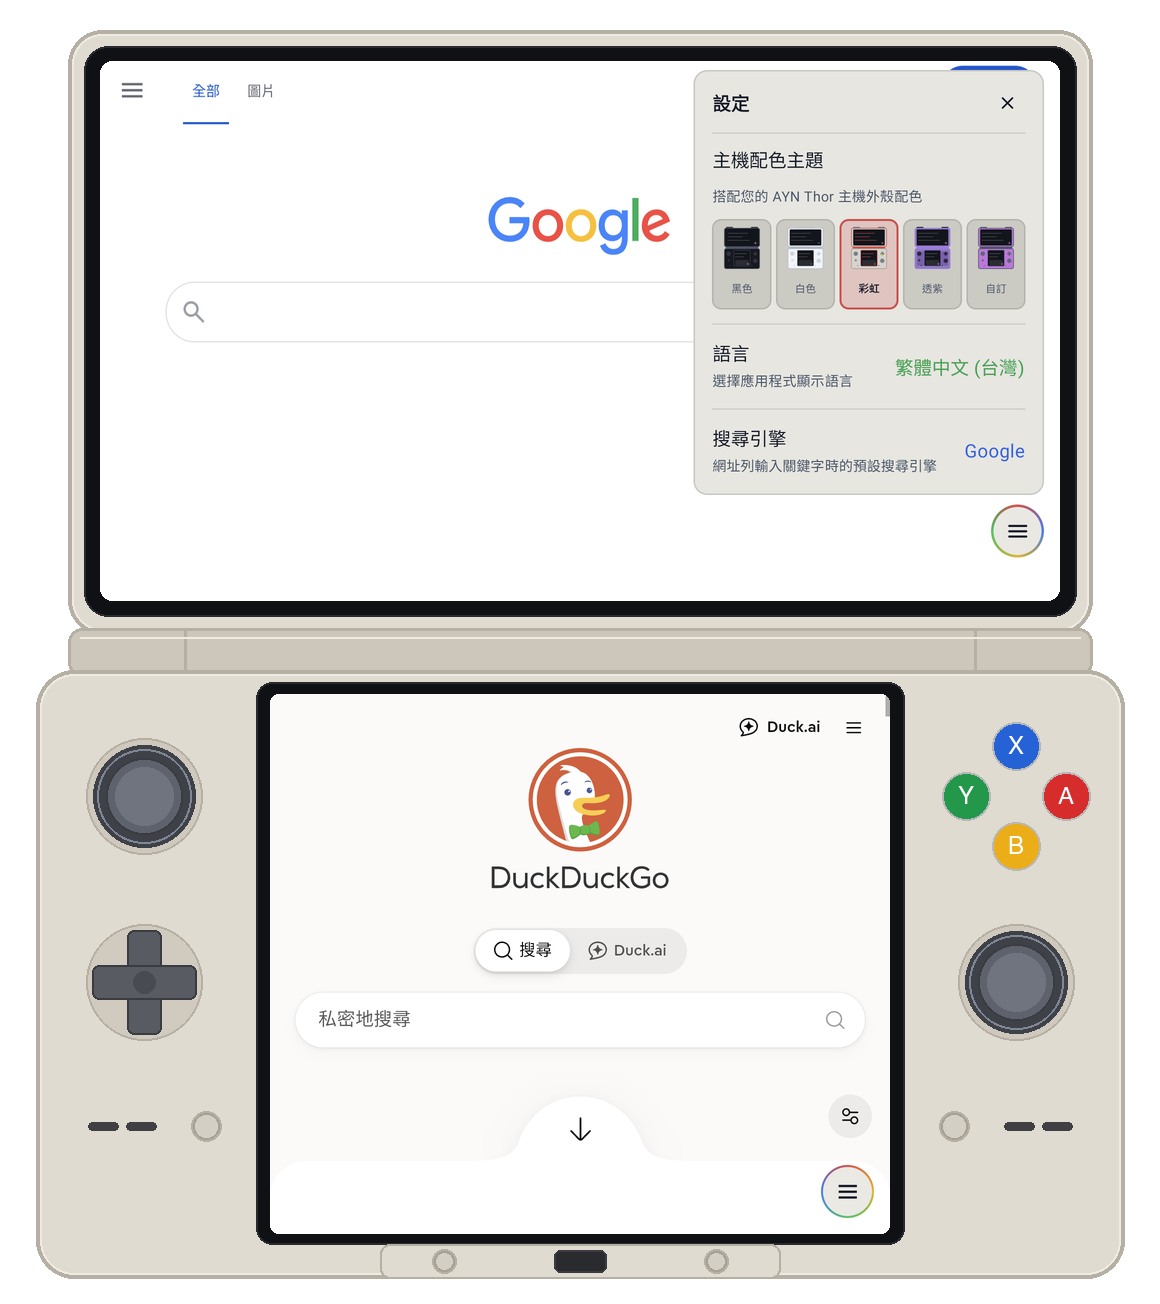 全部 圖片
Google
設定
主機配色主題
搭配您的 AYN Thor 主機外殼配色
黑色 白色 彩虹 透紫 自訂
語言
選擇應用程式顯示語言
繁體中文 (台灣)
搜尋引擎
網址列輸入關鍵字時的預設搜尋引擎
Google
Duck.ai
DuckDuckGo
搜尋 Duck.ai
私密地搜尋
X
Y A
B